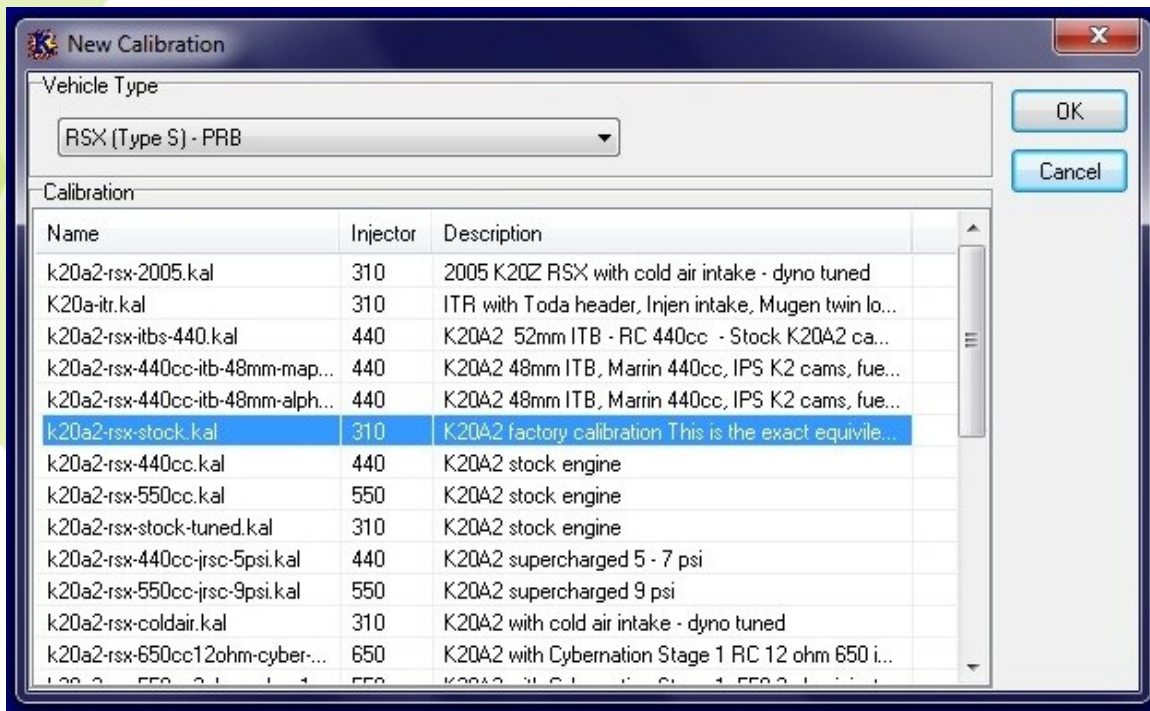 New Calibration
Vehicle Type
RSX (Type S) - PRB
OK
Cancel
Calibration
Name Injector Description
k20a2-rsx-2005.kal 310 2005 K20Z RSX with cold air intake - dyno tuned
K20a-itr.kal 310 ITR with Toda header, Injen intake, Mugen twin lo...
k20a2-rsx-itbs-440.kal 440 K20A2 52mm ITB - RC 440cc - Stock K20A2 ca...
k20a2-rsx-440cc-itb-48mm-map... 440 K20A2 48mm ITB, Marrin 440cc, IPS K2 cams, fue...
k20a2-rsx-440cc-itb-48mm-alph... 440 K20A2 48mm ITB, Marrin 440cc, IPS K2 cams, fue...
k20a2-rsx-stock.kal 310 K20A2 factory calibration This is the exact equivile...
k20a2-rsx-440cc.kal 440 K20A2 stock engine
k20a2-rsx-550cc.kal 550 K20A2 stock engine
k20a2-rsx-stock-tuned.kal 310 K20A2 stock engine
k20a2-rsx-440cc-jrsc-5psi.kal 440 K20A2 supercharged 5 - 7 psi
k20a2-rsx-550cc-jrsc-9psi.kal 550 K20A2 supercharged 9 psi
k20a2-rsx-coldair.kal 310 K20A2 with cold air intake - dyno tuned
k20a2-rsx-650cc12ohm-cyber-... 650 K20A2 with Cybernation Stage 1 RC 12 ohm 650 i...